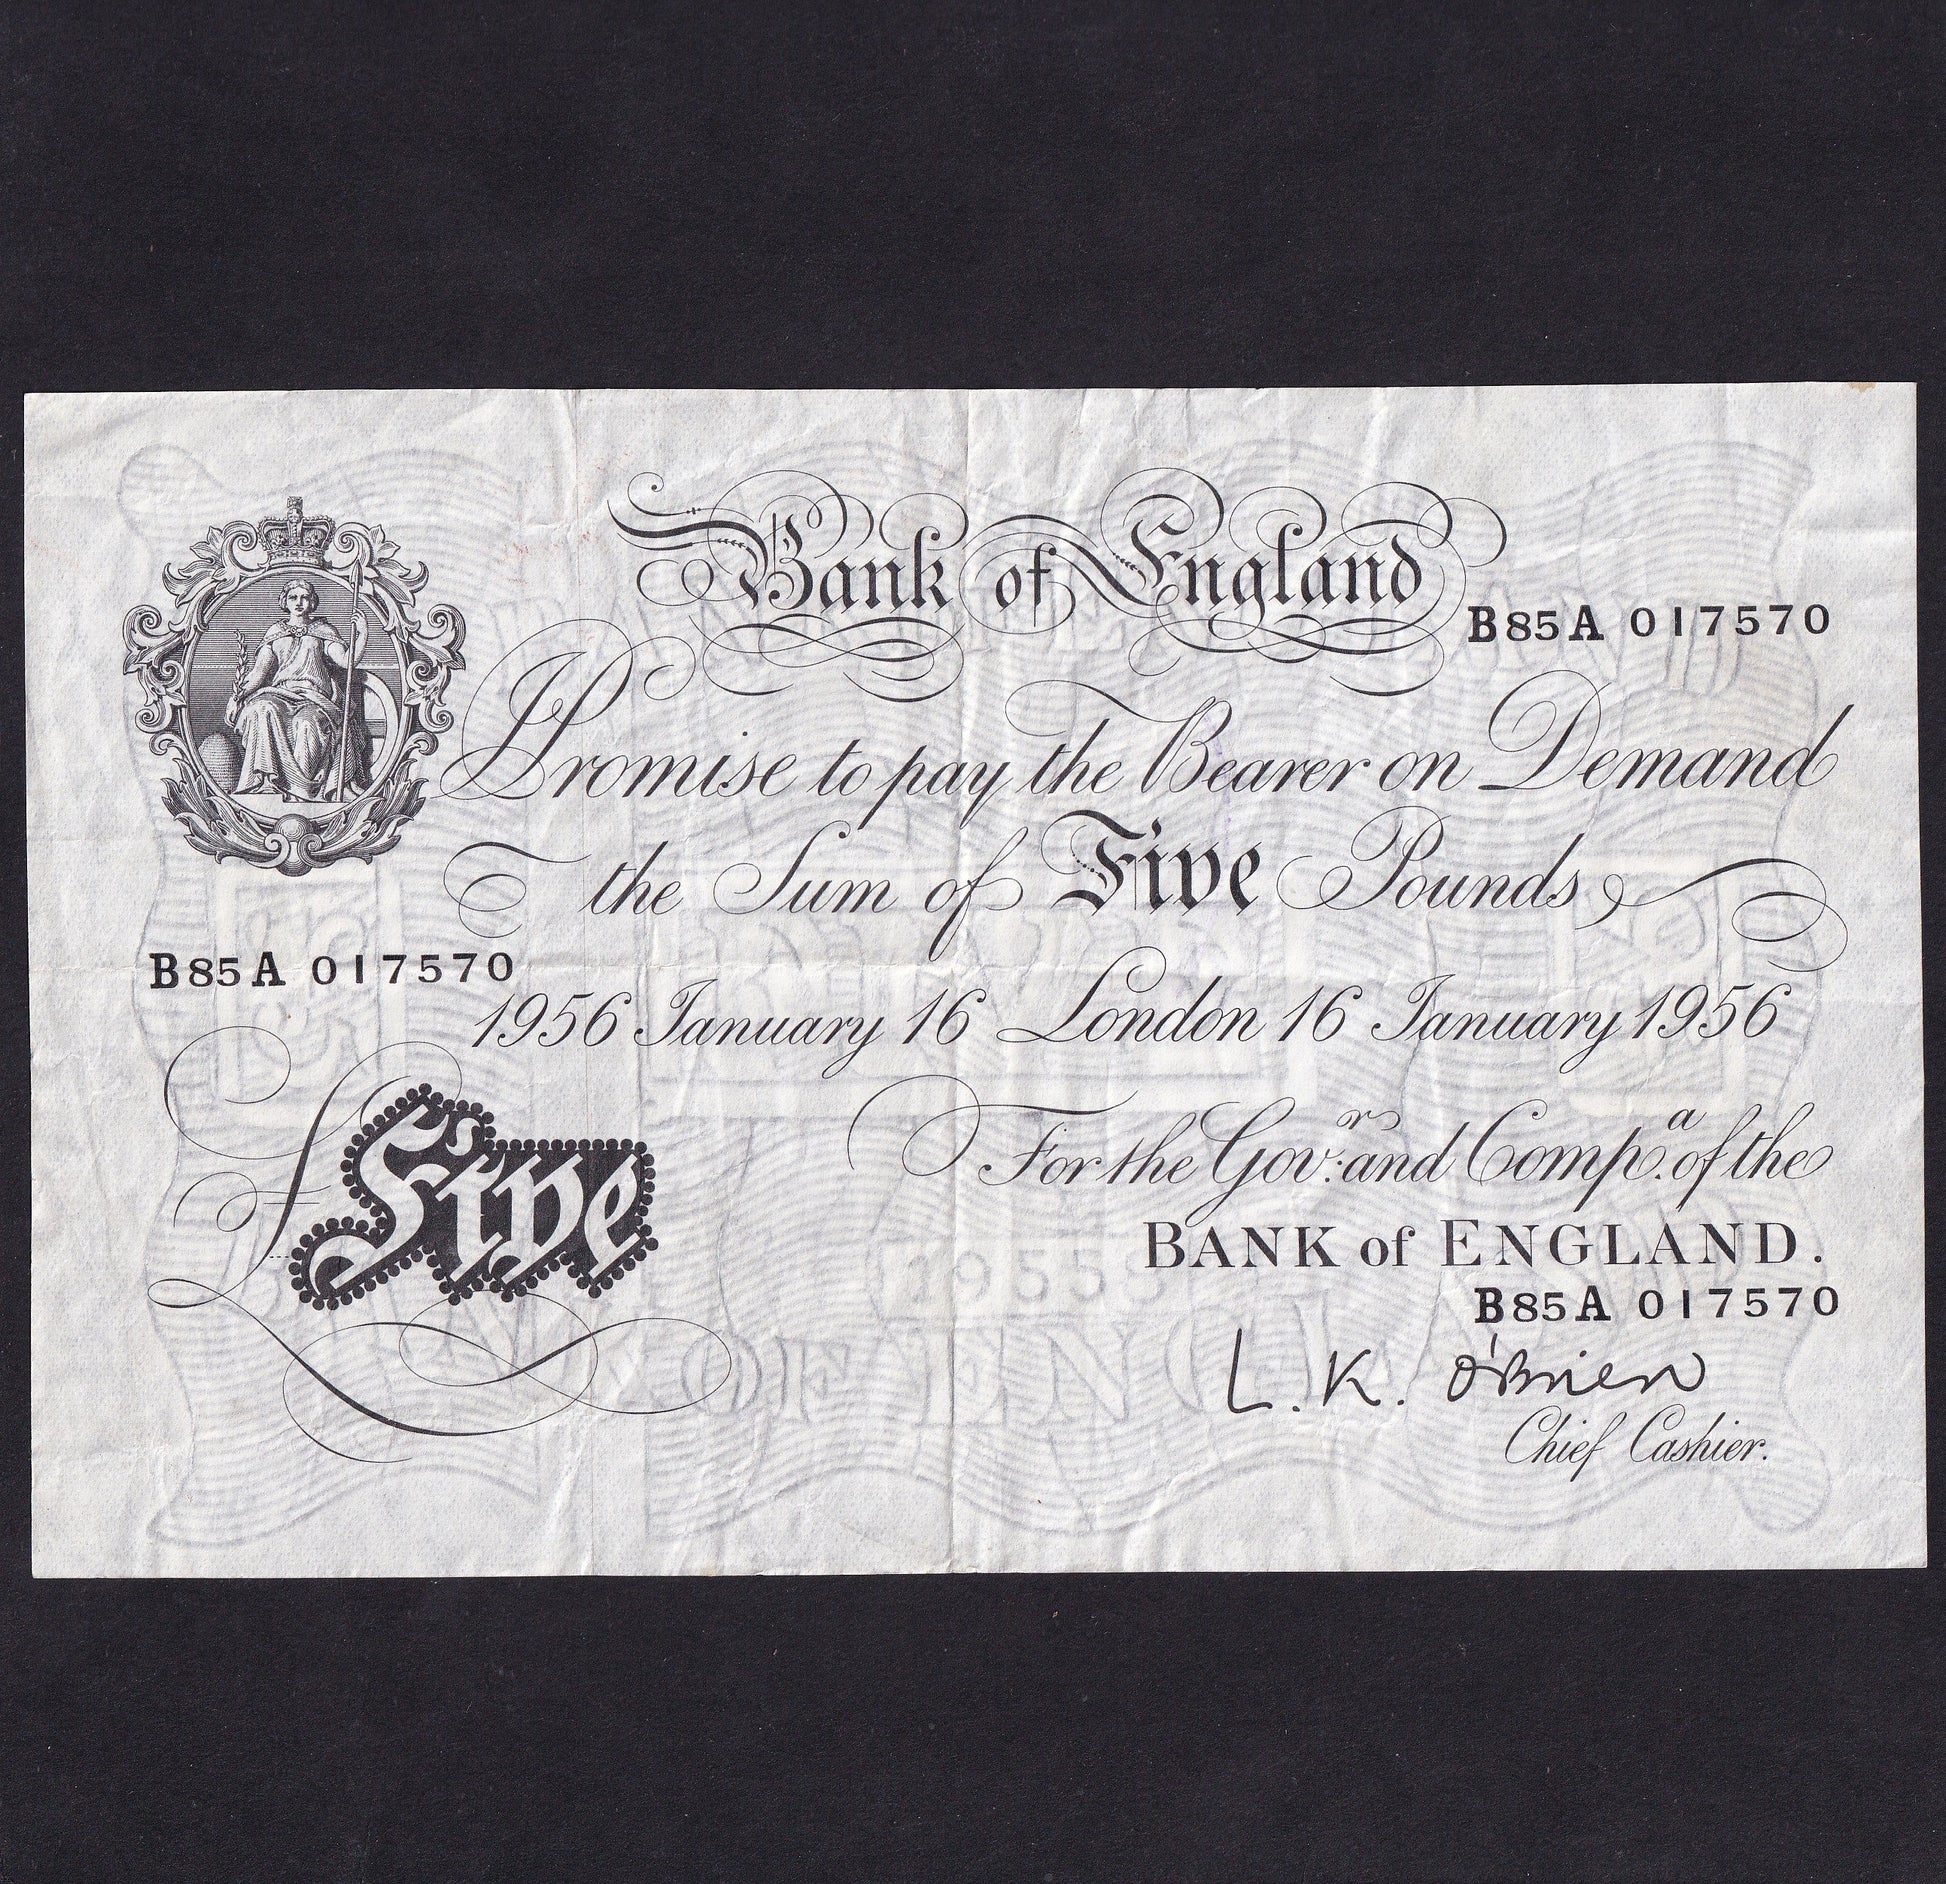 Bank of England
B85A 017570
I Promise to pay the Bearer on Demand
the Sum of Five Pounds
B85A 017570
1956 January 16 London 16 January 1956
For the Gov.r and Comp.a of the
£Five
BANK of ENGLAND.
B85A 017570
L. K. O'Brien
Chief Cashier.